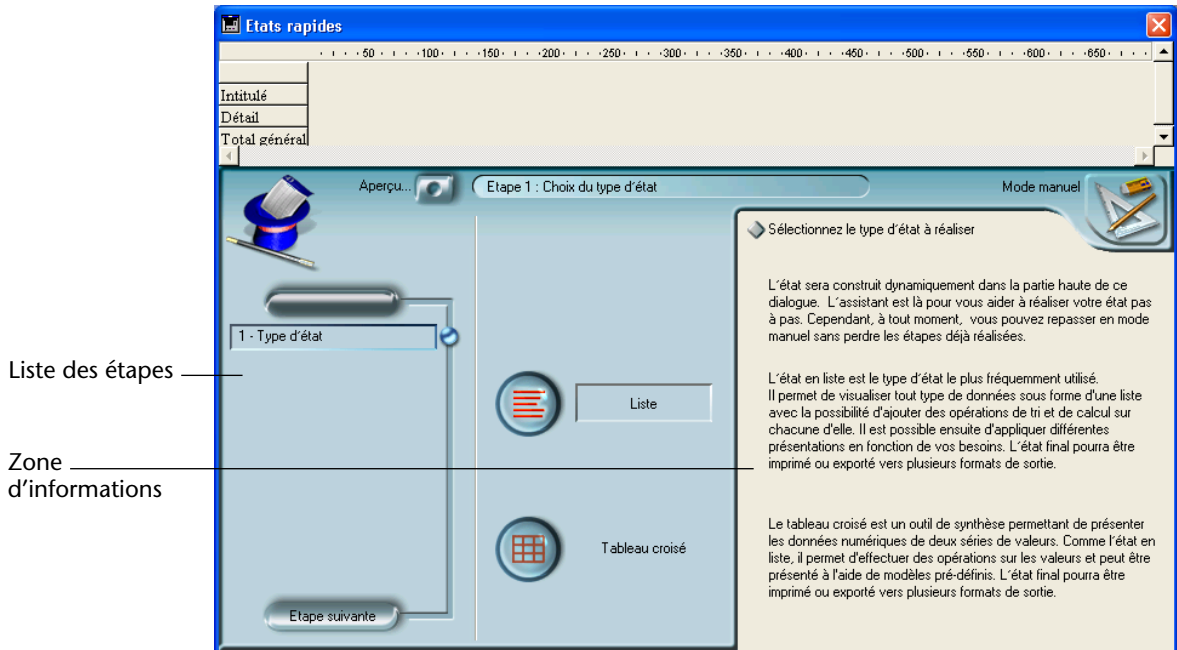 Etats rapides
50 100 150 200 250 300 350 400 450 500 550 600 650
Intitulé
Détail
Total général
Aperçu...
Etape 1 : Choix du type d´état
Mode manuel
Sélectionnez le type d´état à réaliser
L´état sera construit dynamiquement dans la partie haute de ce
dialogue. L´assistant est là pour vous aider à réaliser votre état pas
à pas. Cependant, à tout moment, vous pouvez repasser en mode
manuel sans perdre les étapes déjà réalisées.
1 - Type d´état
Liste des étapes
L´état en liste est le type d´état le plus fréquemment utilisé.
Il permet de visualiser tout type de données sous forme d'une liste
avec la possibilité d'ajouter des opérations de tri et de calcul sur
chacune d'elle. Il est possible ensuite d'appliquer différentes
présentations en fonction de vos besoins. L´état final pourra être
imprimé ou exporté vers plusieurs formats de sortie.
Liste
Zone
d’informations
Tableau croisé
Le tableau croisé est un outil de synthèse permettant de présenter
les données numériques de deux séries de valeurs. Comme l´état en
liste, il permet d'effectuer des opérations sur les valeurs et peut être
présenté à l'aide de modèles pré-définis. L´état final pourra être
imprimé ou exporté vers plusieurs formats de sortie.
Etape suivante